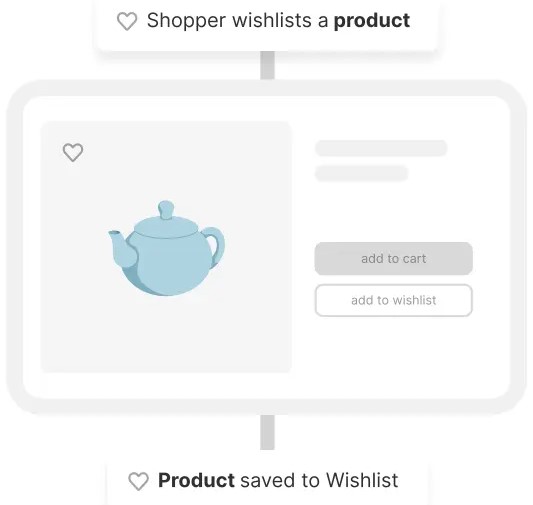 Shopper wishlists a product
add to cart
add to wishlist
Product saved to Wishlist